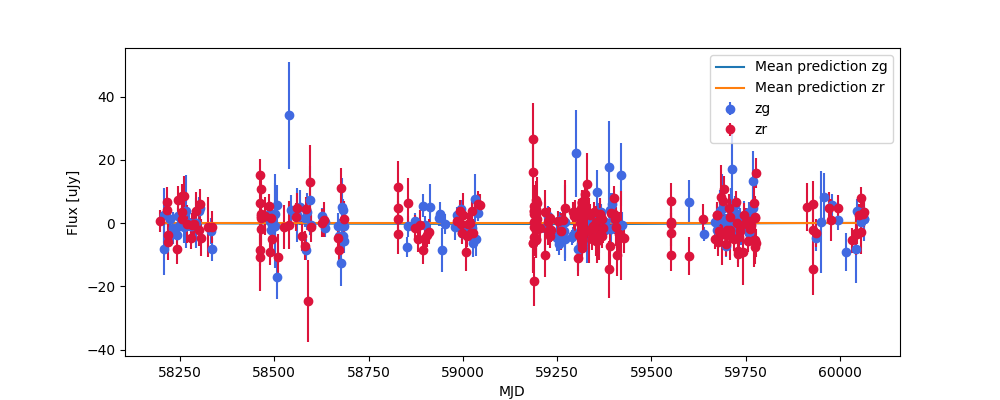 Mean prediction zg
Mean prediction zr
zg
zr
Flux [uJy]
40
20
0
−20
−40
58250
58500
58750
59000
59250
59500
59750
60000
MJD